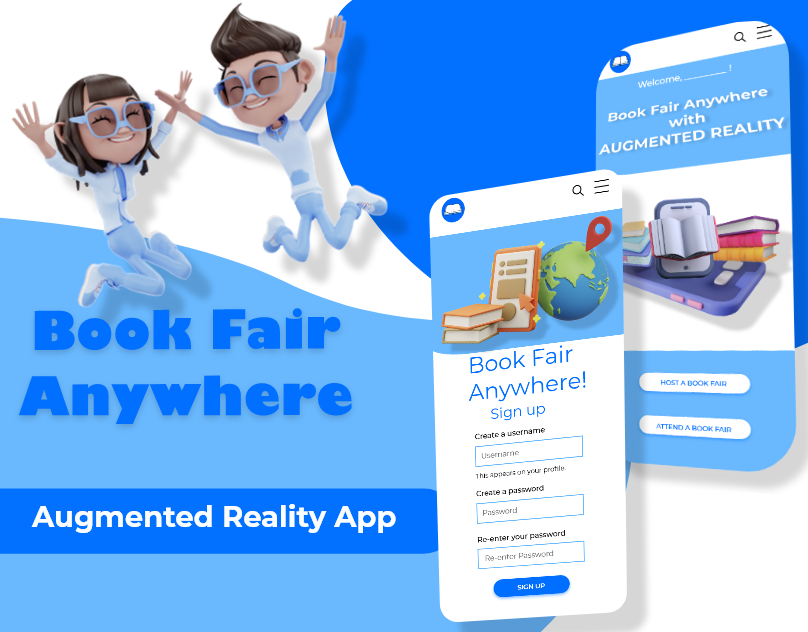 Book Fair
Anywhere
Augmented Reality App
Book Fair
Anywhere!
Sign up
Create a username
Username
This appears on your profile.
Create a password
Password
Re-enter your password
Re-enter Password
SIGN UP
Welcome, _________ !
Book Fair Anywhere
with
AUGMENTED REALITY
HOST A BOOK FAIR
ATTEND A BOOK FAIR